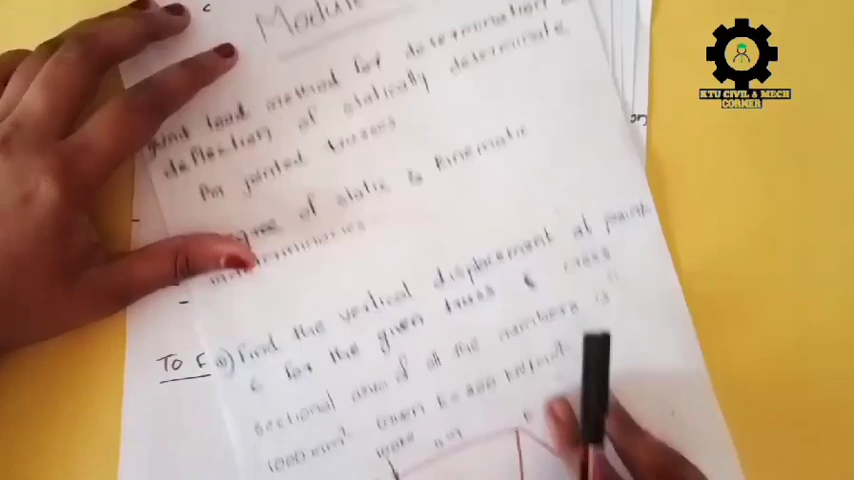 Module
unit load method for determination
deflection of statically determinate
Pin jointed trusses
of static & Kinematic
Find the vertical displacement at point
c for the given truss & cross
sectional area of all the members is
1000 mm². Given E = 200 kN/mm²
To F
KTU CIVIL & MECH
CORNER